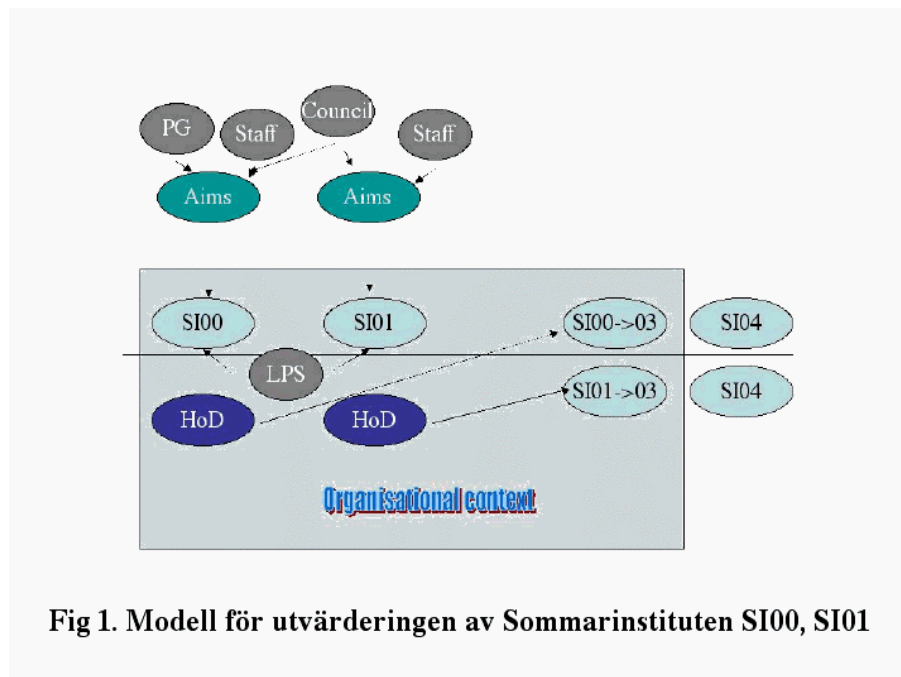 Council
PG
Staff
Staff
Aims
Aims
SI00
SI01
SI00->03
SI04
LPS
SI01->03
SI04
HoD
HoD
Organisational context
Fig 1. Modell för utvärderingen av Sommarinstituten SI00, SI01